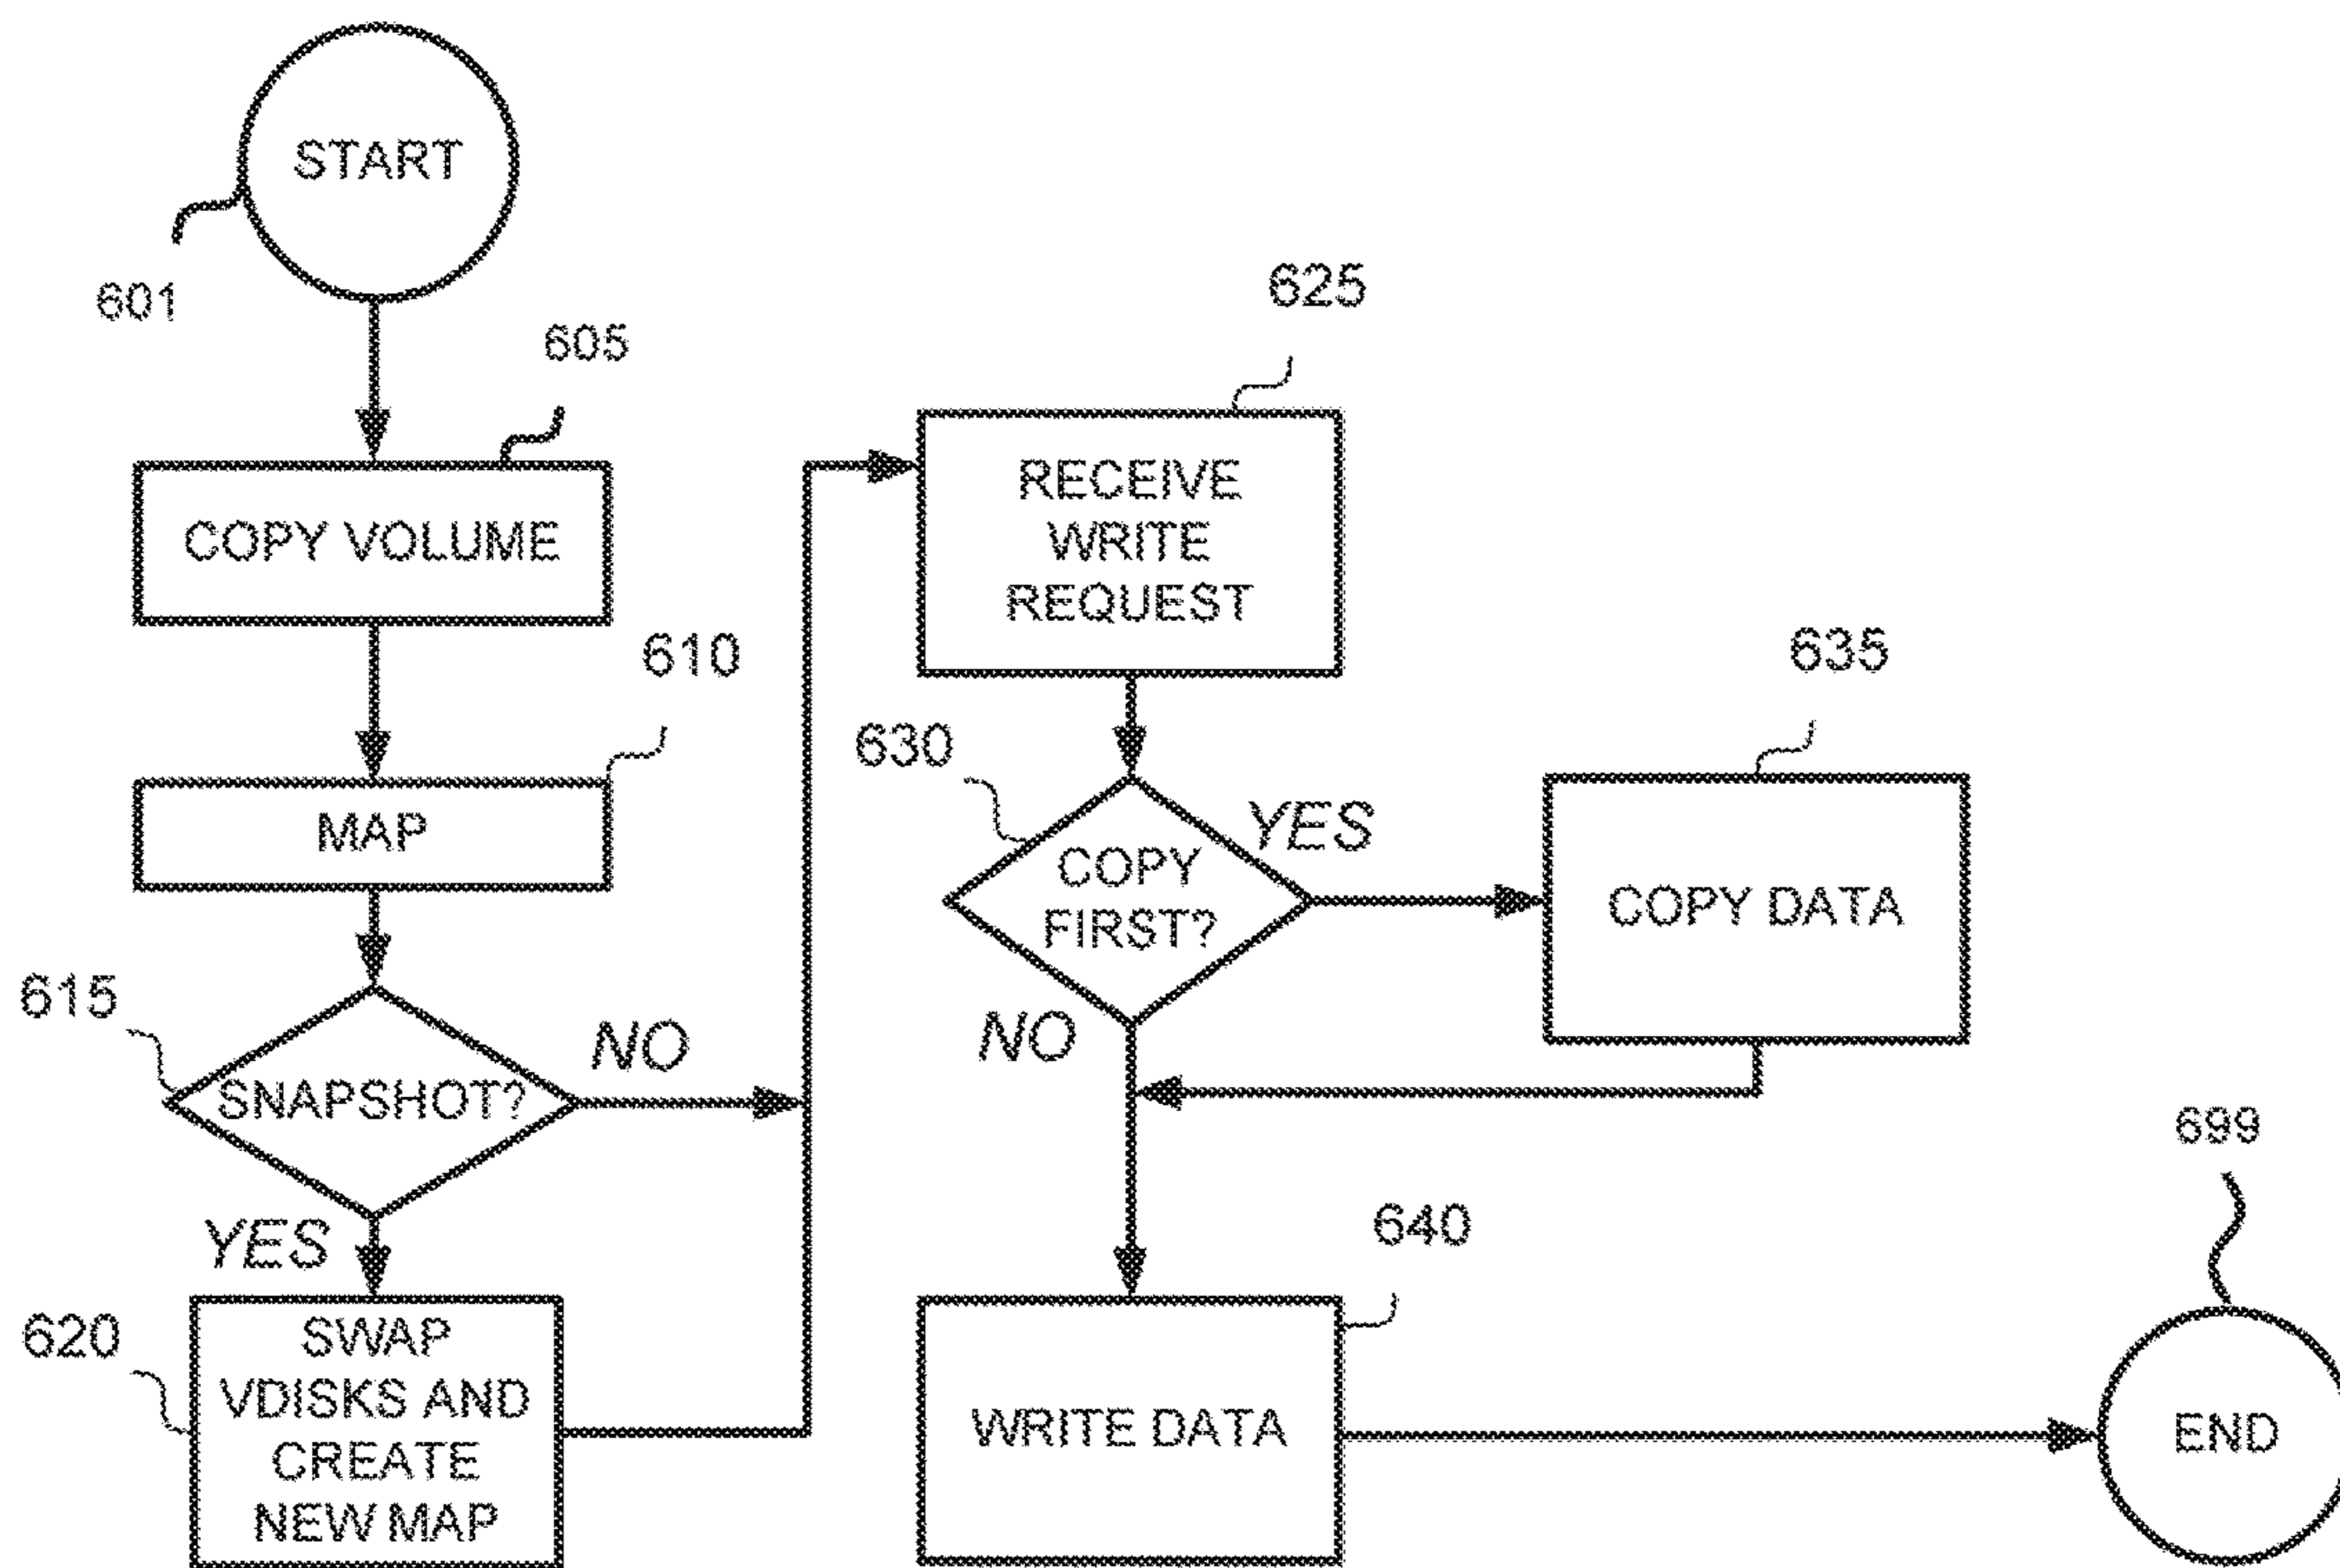 START
601
605
COPY VOLUME
610
MAP
615
SNAPSHOT?
NO
YES
620
SWAP
VDISKS AND
CREATE
NEW MAP
625
RECEIVE
WRITE
REQUEST
630
COPY
FIRST?
YES
NO
635
COPY DATA
640
WRITE DATA
699
END